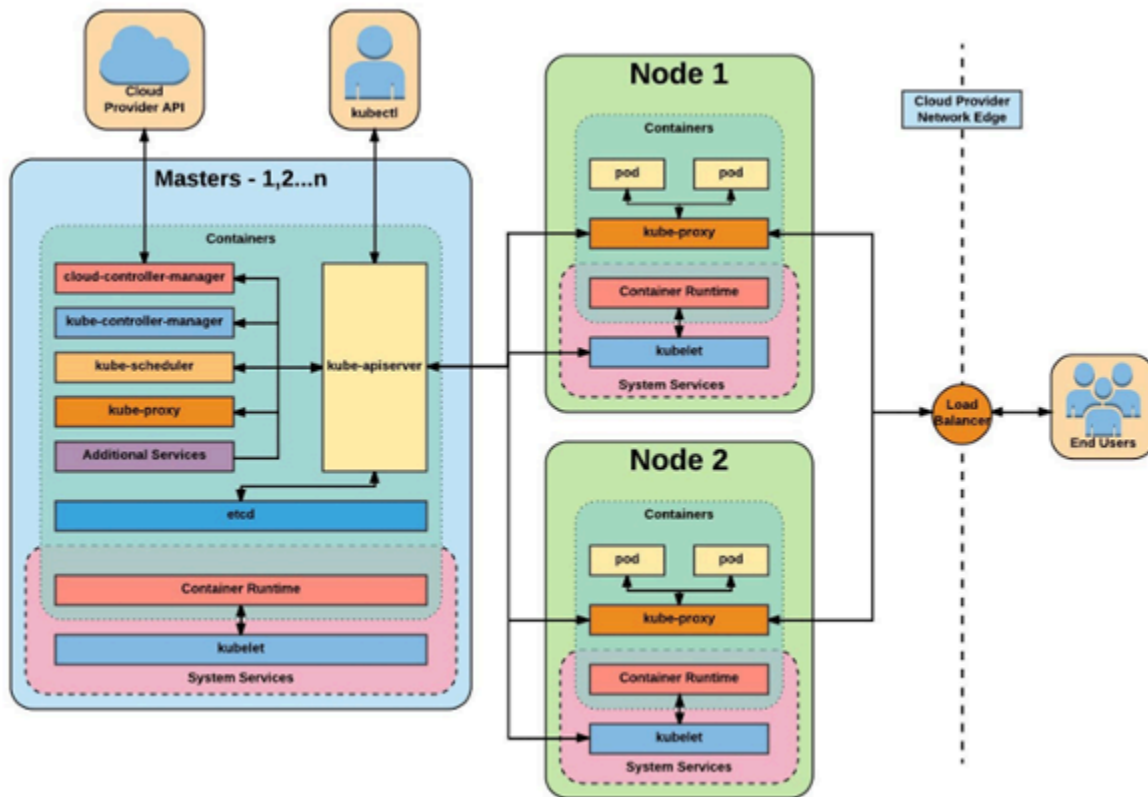 Cloud
Provider API
kubectl
Masters - 1,2...n
Containers
cloud-controller-manager
kube-controller-manager
kube-scheduler
kube-proxy
Additional Services
kube-apiserver
etcd
Container Runtime
kubelet
System Services
Node 1
Containers
pod
pod
kube-proxy
Container Runtime
kubelet
System Services
Node 2
Containers
pod
pod
kube-proxy
Container Runtime
kubelet
System Services
Cloud Provider
Network Edge
Load
Balancer
End Users